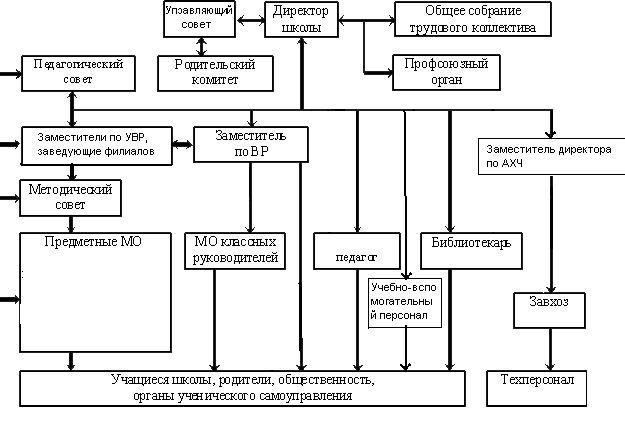 Упзавляющий
совет
Директор
школы
Общее собрание
трудового коллектива
Педагогический
совет
Родительский
комитет
Профсоюзный
орган
Заместители по УВР,
заведующие филиалов
Заместитель
по ВР
Заместитель директора
по АХЧ
Методический
совет
Предметные МО
:
МО классных
руководителей
педагог
Библиотекарь
Учебно-вспо
могательны
й персонал
Завхоз
Учащиеся школы, родители, общественность,
органы ученического самоуправления
Техперсонал